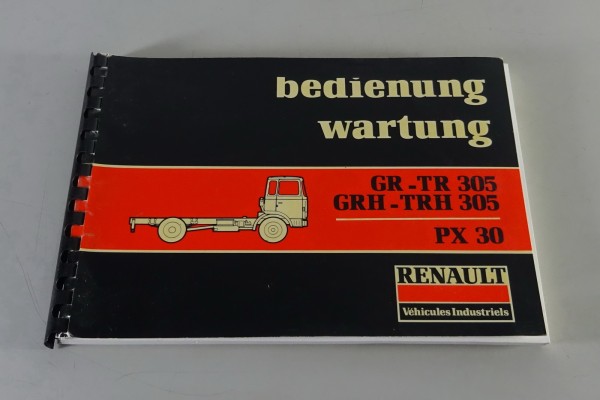 bedienung
wartung
GR-TR 305
GRH-TRH 305
PX 30
RENAULT
Véhicules Industriels